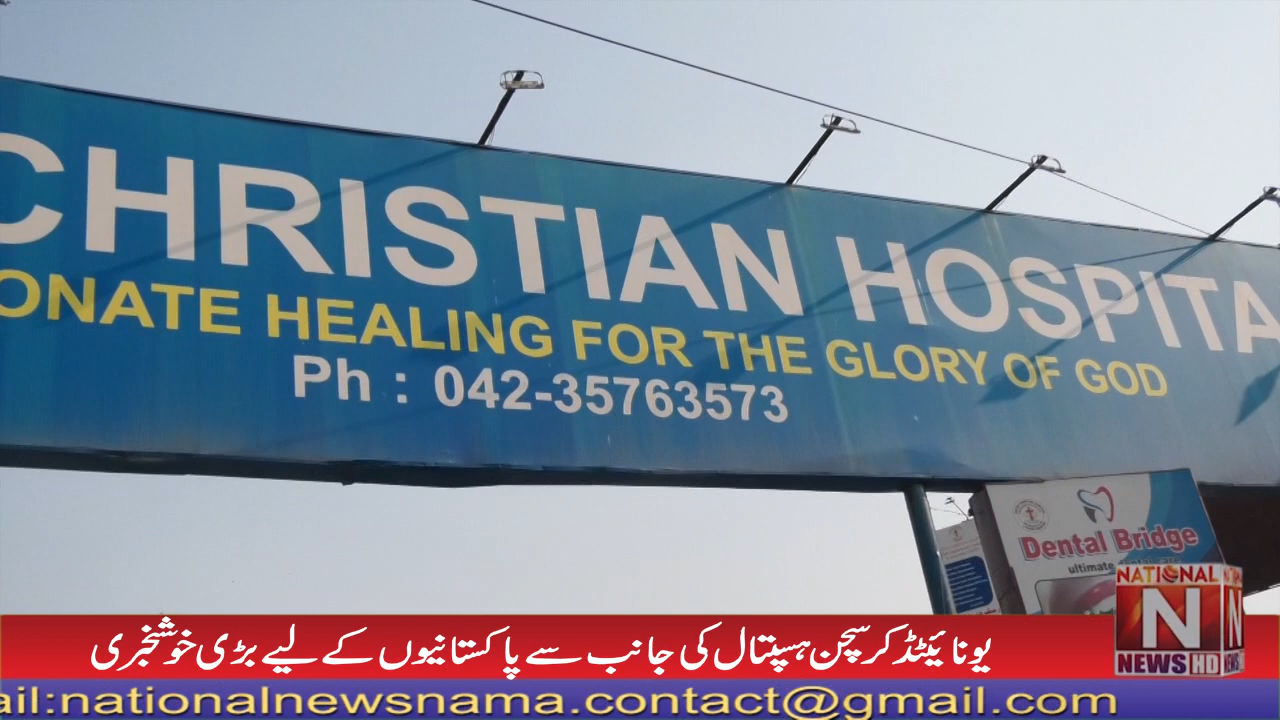 CHRISTIAN HOSPITA
ONATE HEALING FOR THE GLORY OF GOD
Ph : 042-35763573
Dental Bridge
ultimate
NATIONAL
N
NEWS HD
یونائیٹڈ کرسچن ہسپتال کی جانب سے پاکستانیوں کے لیے بڑی خوشخبری
ail:nationalnewsnama.contact@gmail.com